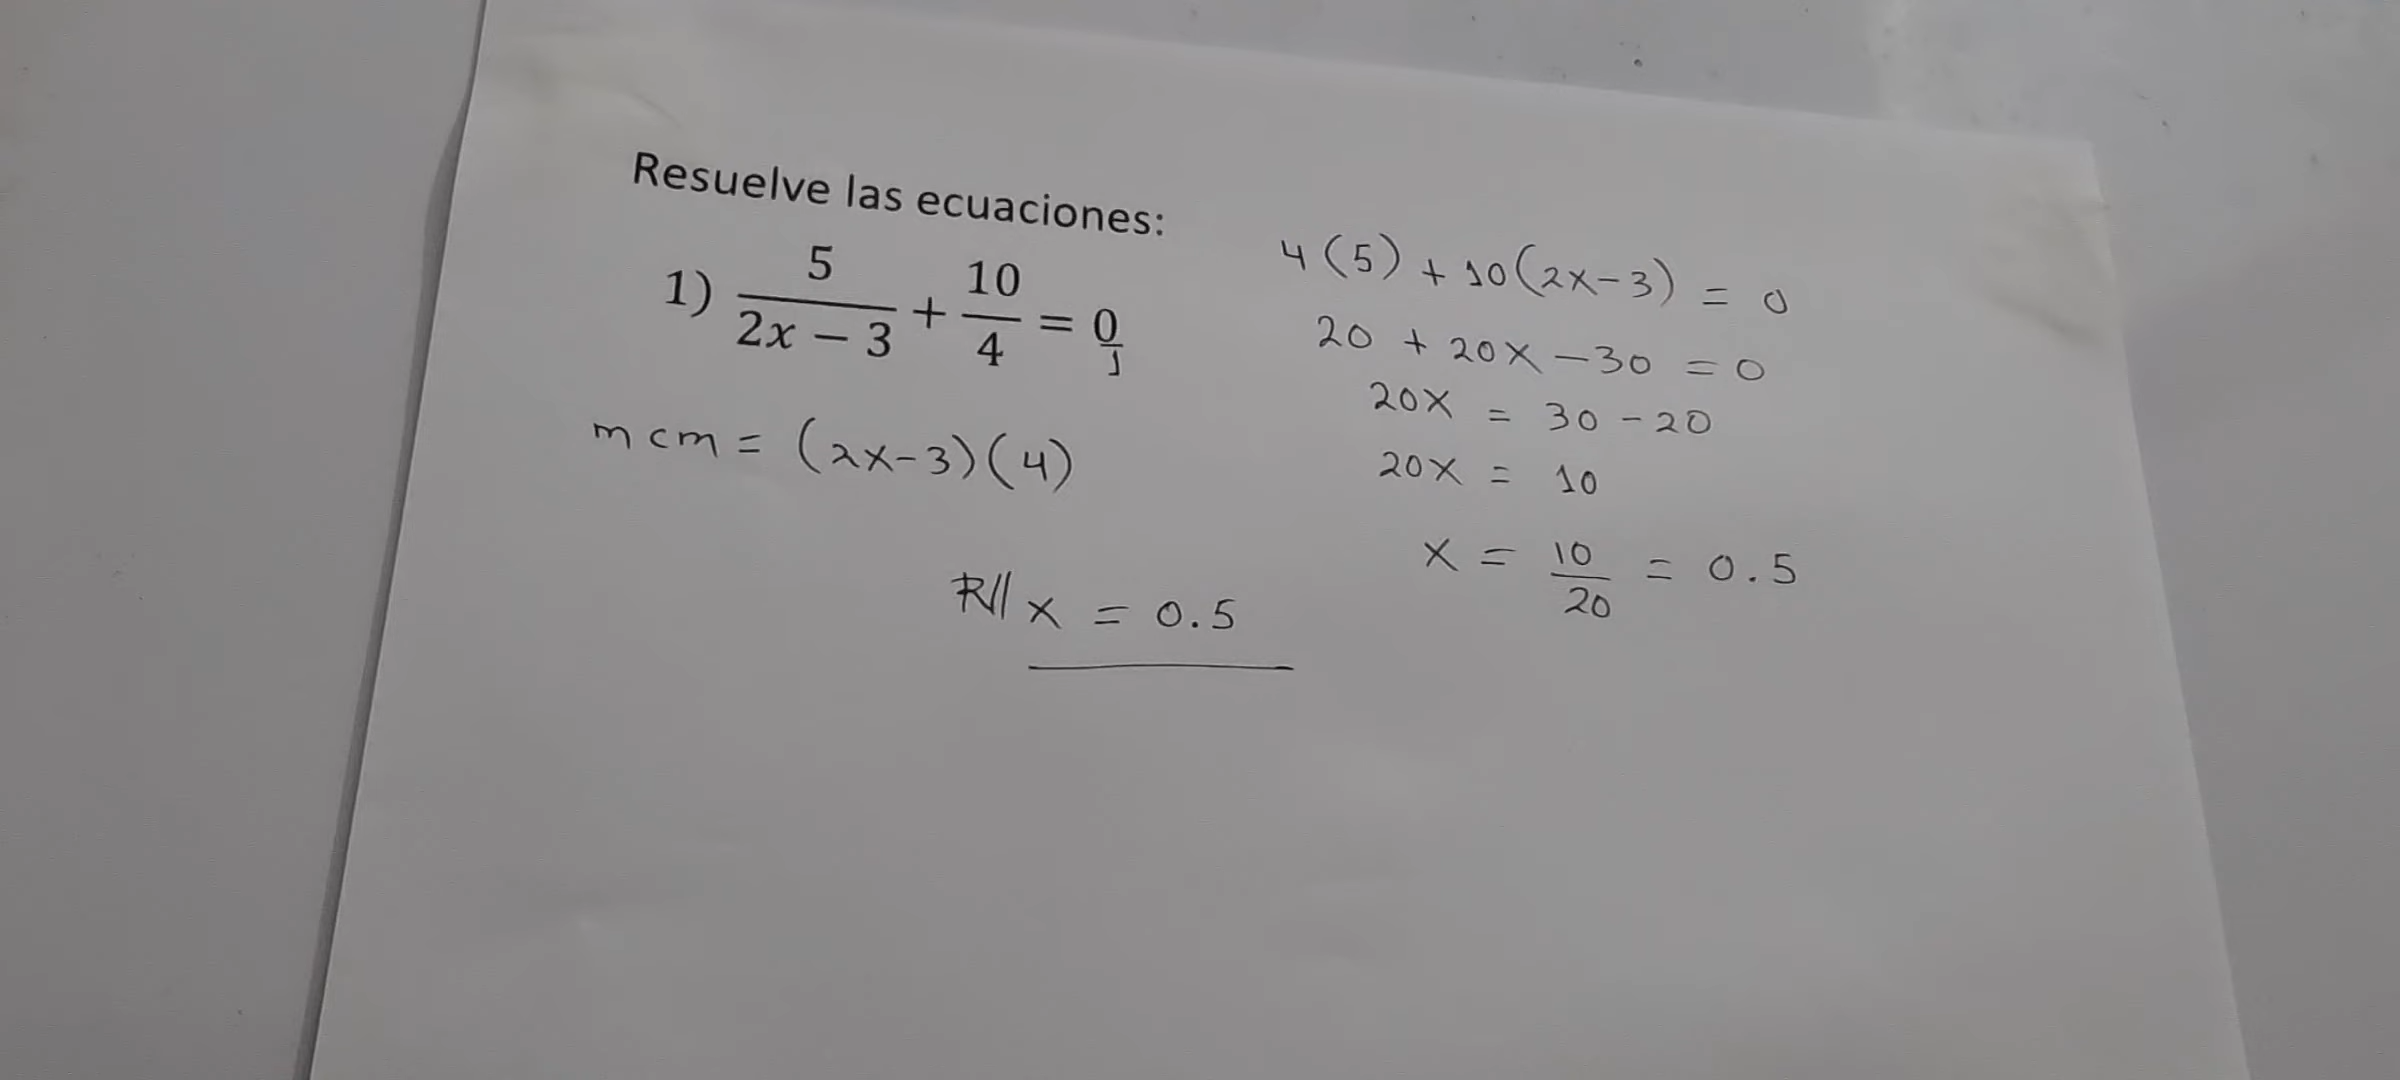 Resuelve las ecuaciones:
1) 5/(2x − 3) + 10/4 = 0/1
mcm = (2x-3)(4)
R// x = 0.5
4(5) + 10(2x-3) = 0
20 + 20x - 30 = 0
20x = 30 - 20
20x = 10
x = 10/20 = 0.5